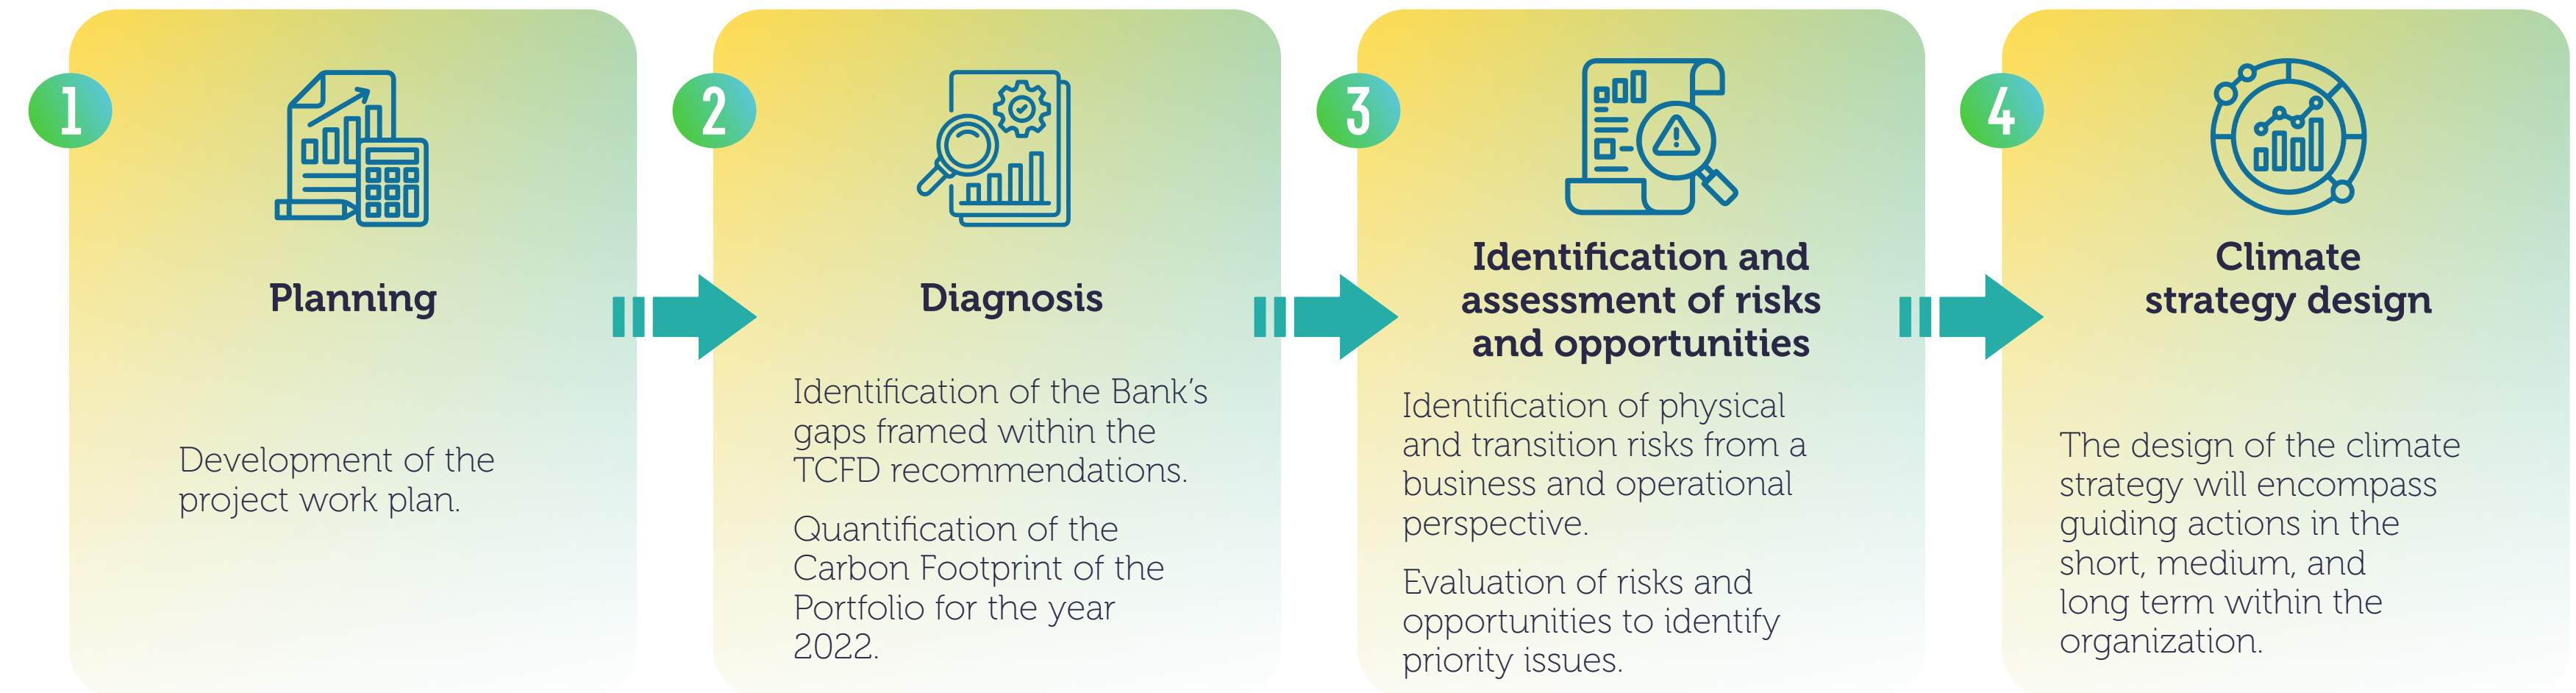 1
Planning
Development of the
project work plan.
2
Diagnosis
Identification of the Bank’s
gaps framed within the
TCFD recommendations.
Quantification of the
Carbon Footprint of the
Portfolio for the year
2022.
3
Identification and
assessment of risks
and opportunities
Identification of physical
and transition risks from a
business and operational
perspective.
Evaluation of risks and
opportunities to identify
priority issues.
4
Climate
strategy design
The design of the climate
strategy will encompass
guiding actions in the
short, medium, and
long term within the
organization.